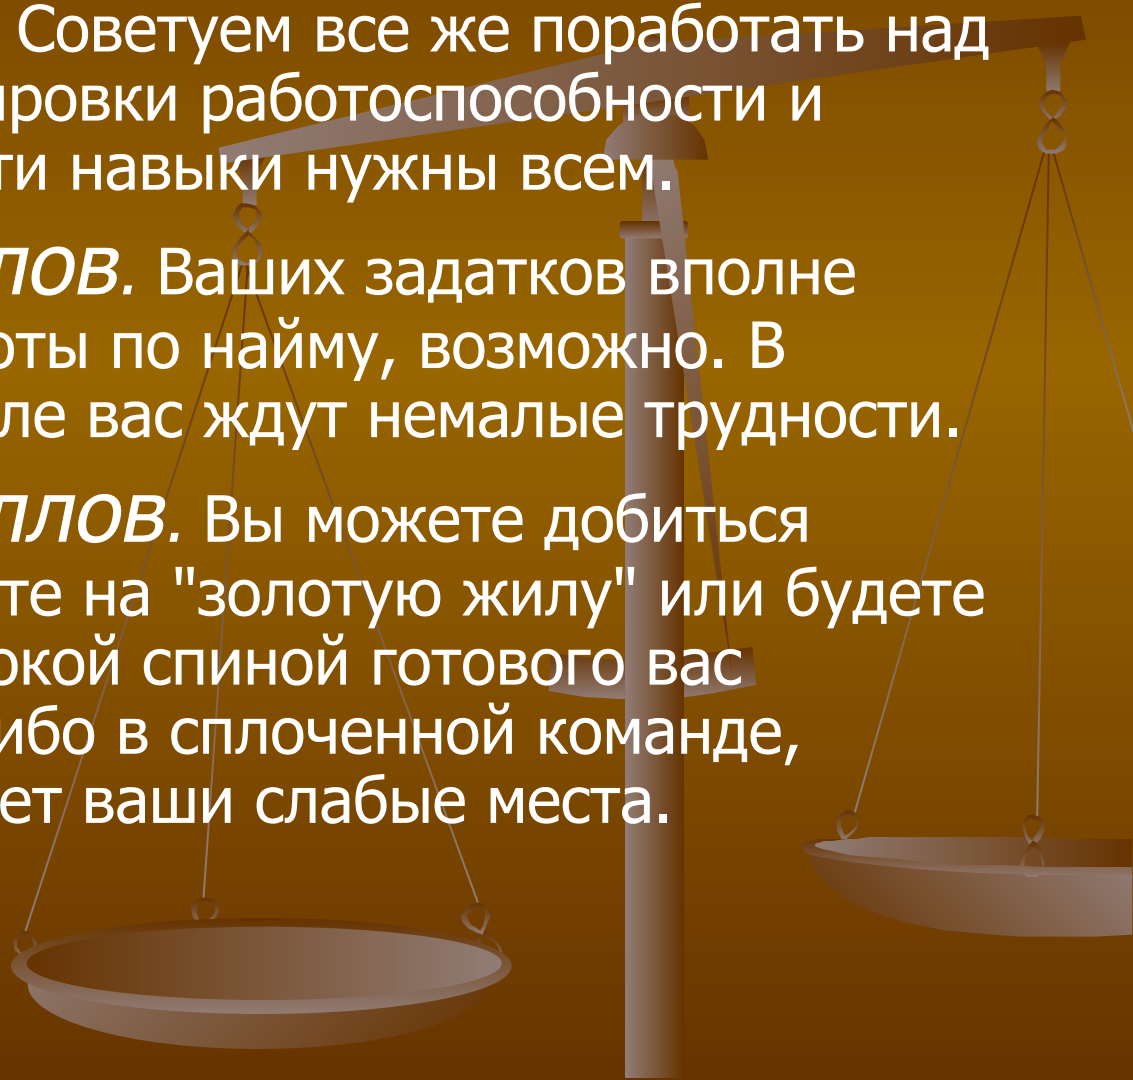 Советуем все же поработать над
ировки работоспособности и
ти навыки нужны всем.
лов. Ваших задатков вполне
оты по найму, возможно. В
ле вас ждут немалые трудности.
ллов. Вы можете добиться
те на "золотую жилу" или будете
окой спиной готового вас
ибо в сплоченной команде,
ет ваши слабые места.